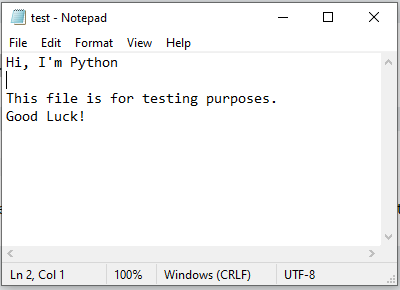 test - Notepad
File Edit Format View Help
Hi, I'm Python
This file is for testing purposes.
Good Luck!
Ln 2, Col 1 100% Windows (CRLF) UTF-8